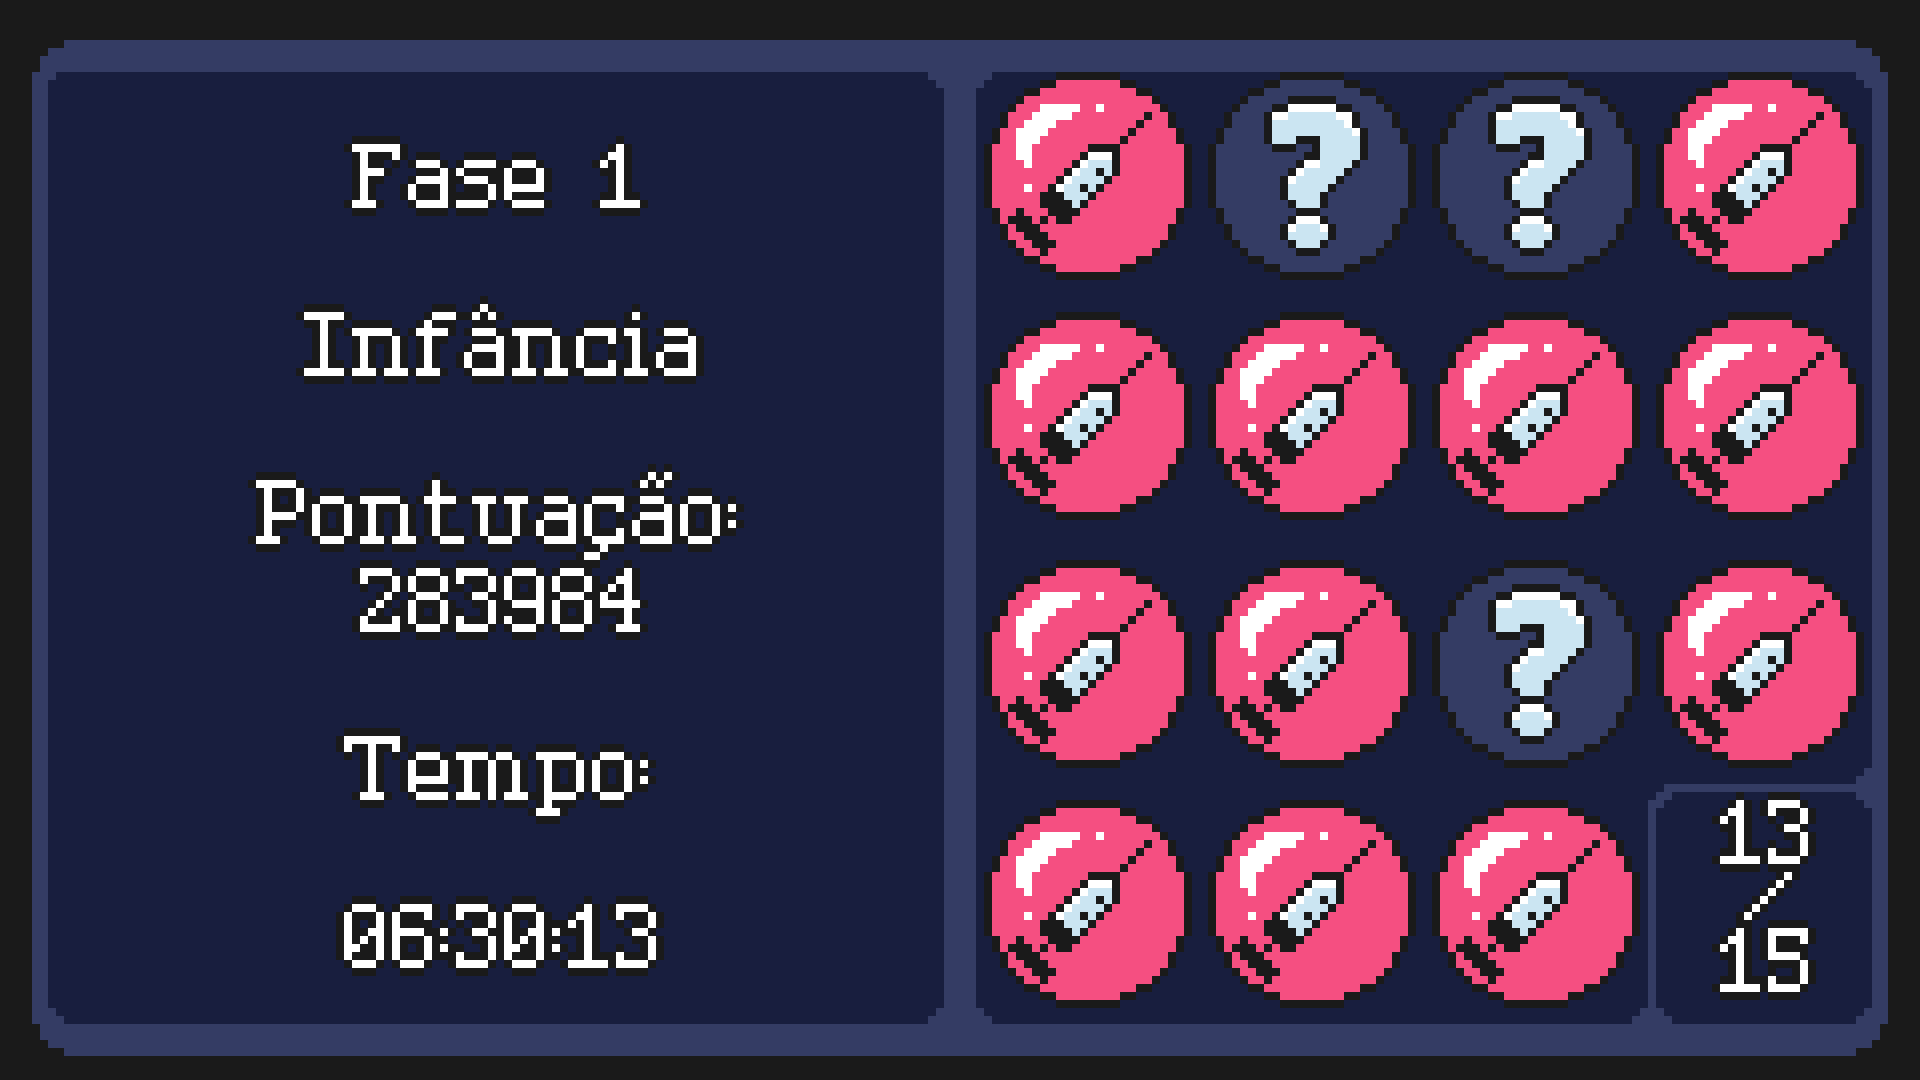 Fase 1
Infância
Pontuação:
283984
Tempo:
06:30:13
?
?
?
13
/
15